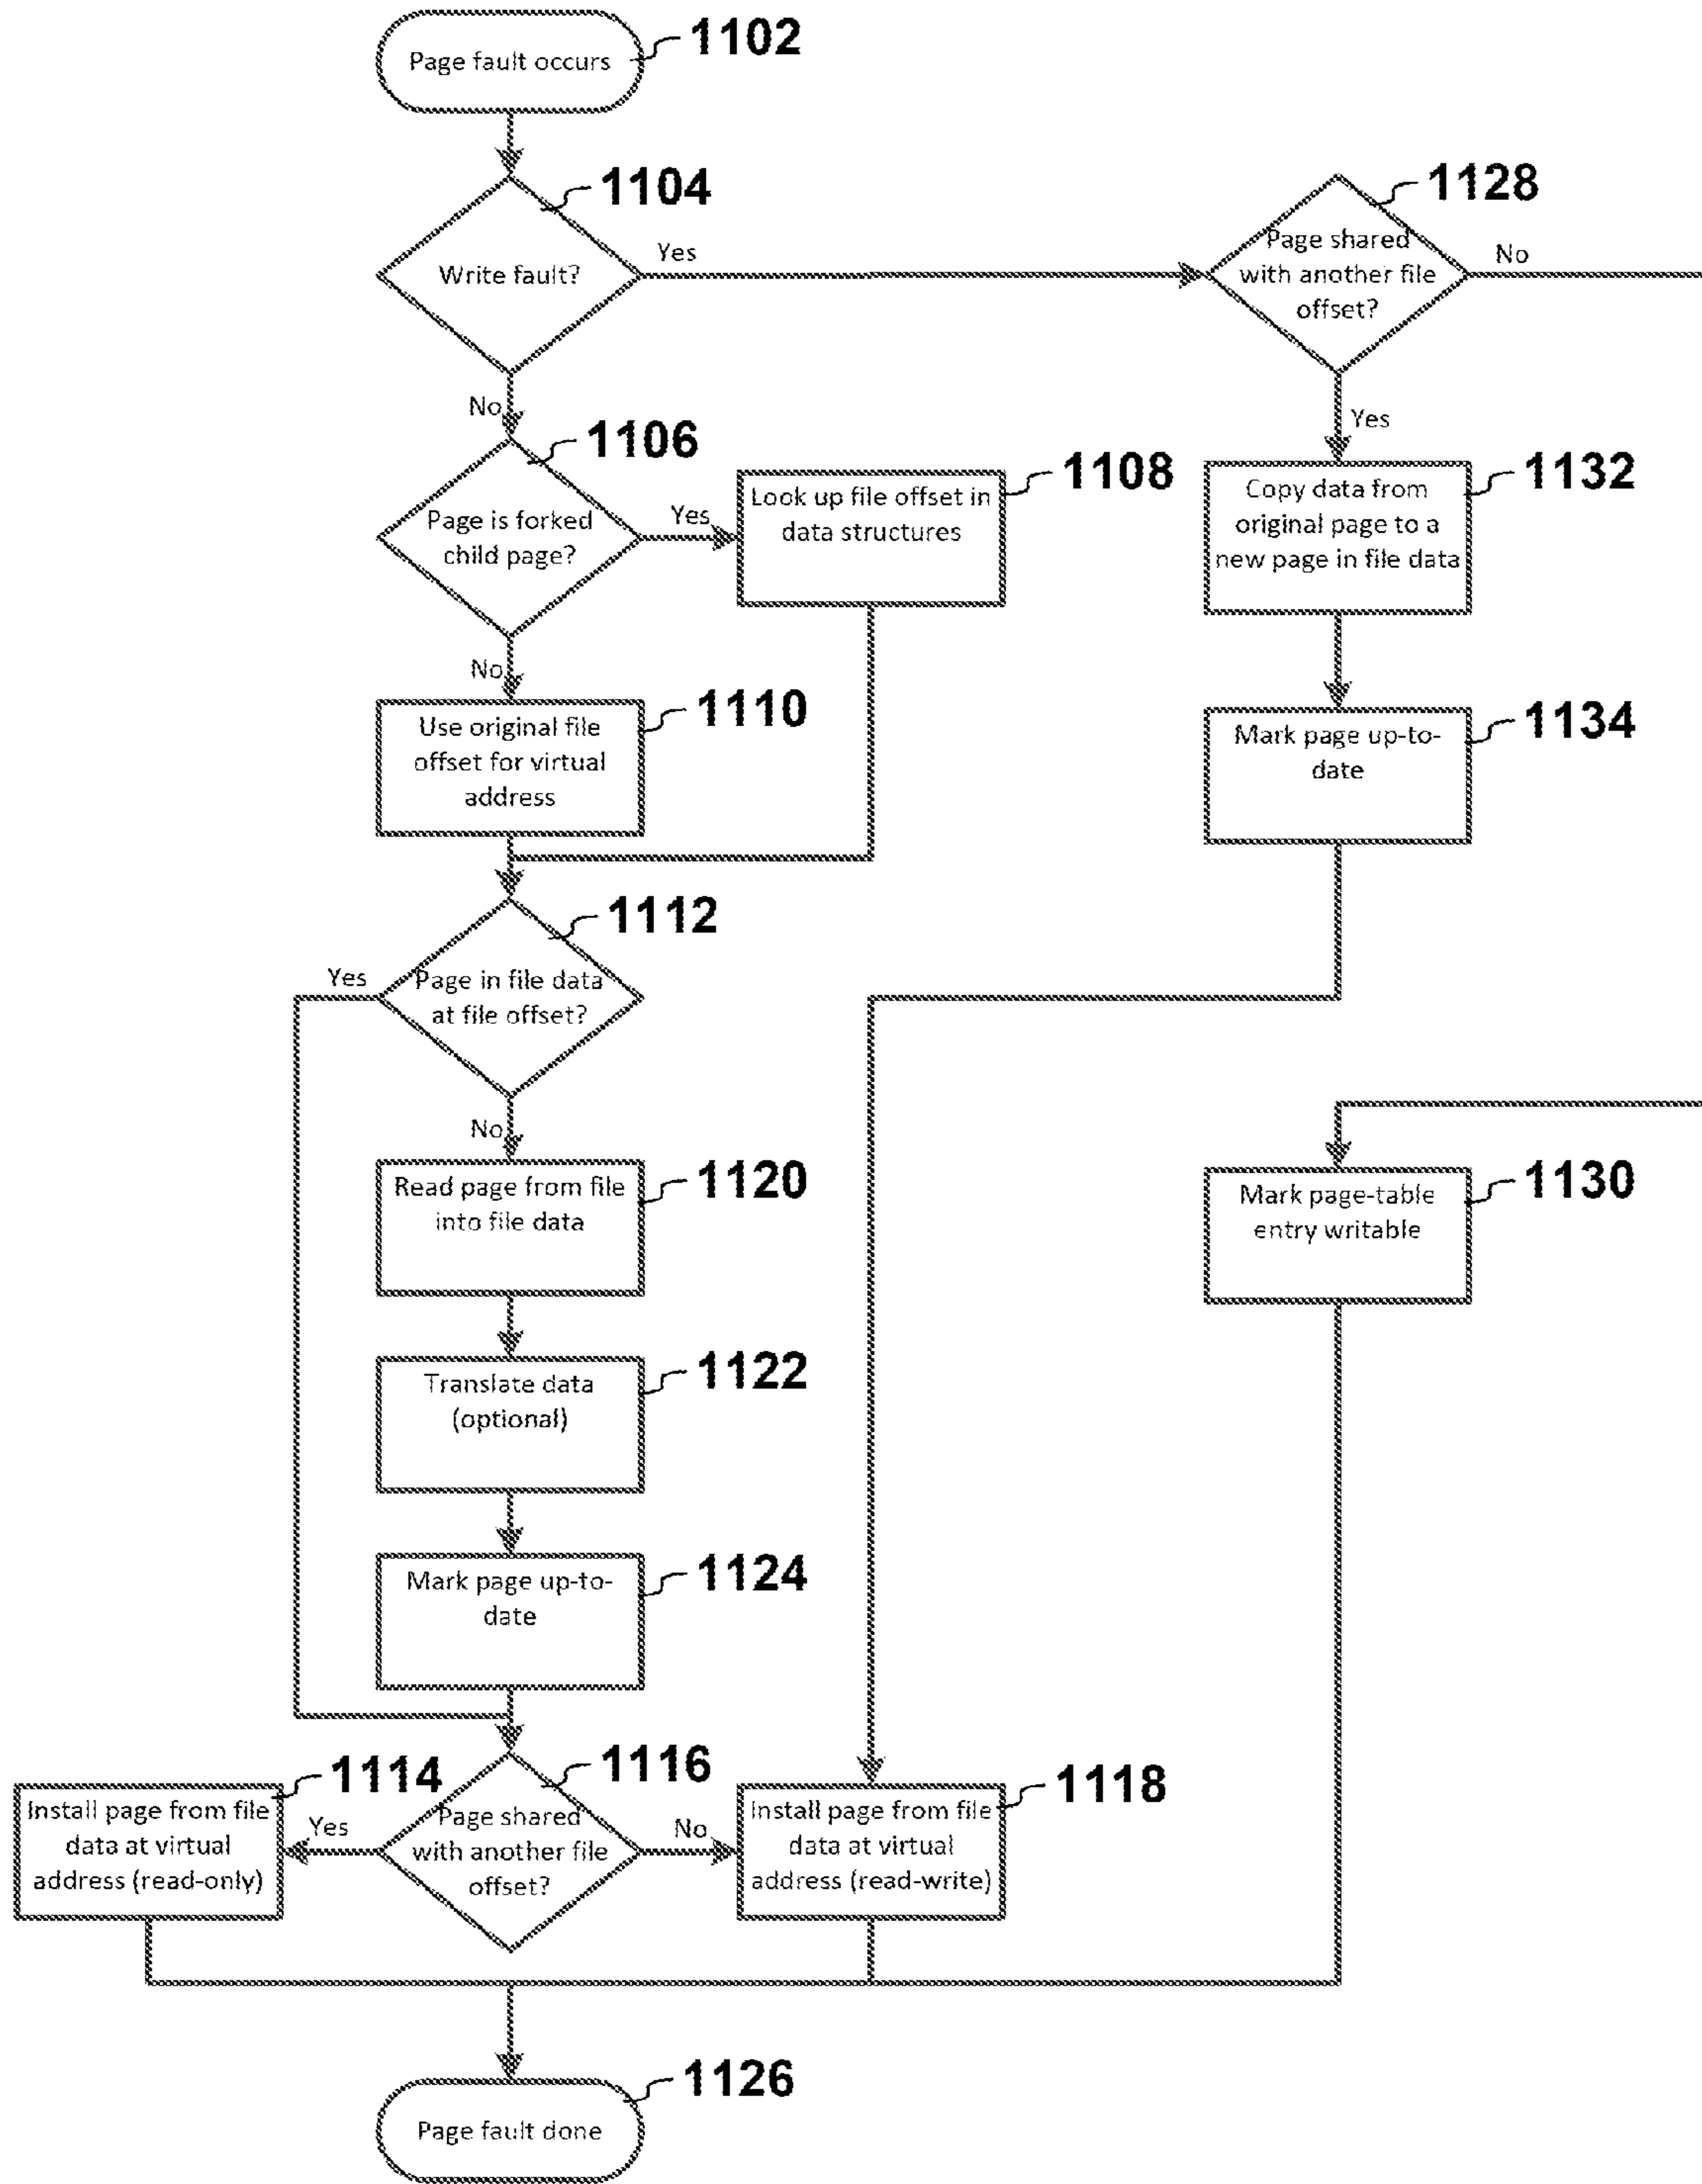 Page fault occurs
1102
1104
Write fault?
Yes
No
1128
Page shared
with another file
offset?
No
Yes
1106
Page is forked
child page?
Yes
No
1108
Look up file offset in
data structures
1132
Copy data from
original page to a
new page in file data
1110
Use original file
offset for virtual
address
1134
Mark page up-to-
date
1112
Page in file data
at file offset?
Yes
No
1120
Read page from file
into file data
1130
Mark page-table
entry writable
1122
Translate data
(optional)
1124
Mark page up-to-
date
1114
Install page from file
data at virtual
address (read-only)
1116
Page shared
with another file
offset?
Yes
No
1118
Install page from file
data at virtual
address (read-write)
1126
Page fault done